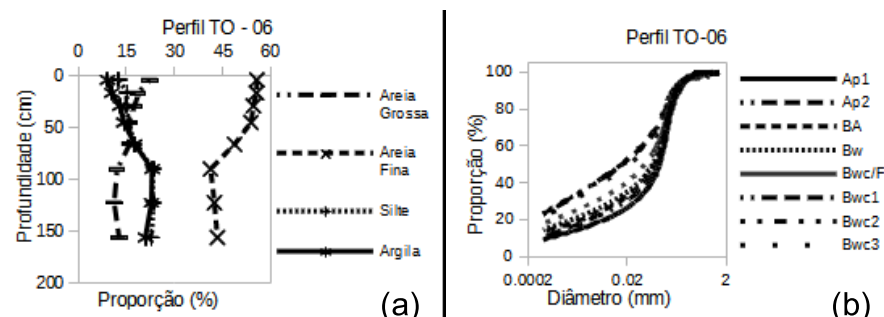 Perfil TO - 06
0 15 30 45 60
Profundidade (cm)
0
50
100
150
200
Proporção (%)
Areia
Grossa
Areia
Fina
Silte
Argila
(a)
Perfil TO-06
Proporção (%)
100
80
60
40
20
0
0.0002 0.02 2
Diâmetro (mm)
Ap1
Ap2
BA
Bw
Bwc/F
Bwc1
Bwc2
Bwc3
(b)